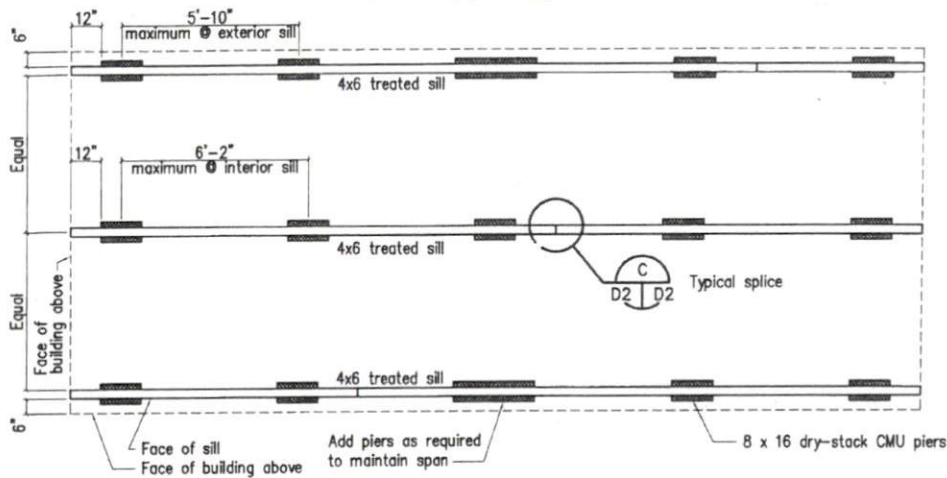 12"
5'-10"
maximum @ exterior sill
6"
4x6 treated sill
Equal
12"
6'-2"
maximum @ interior sill
4x6 treated sill
C
D2 D2
Typical splice
Equal
Face of
building above
4x6 treated sill
6"
Face of sill
Face of building above
Add piers as required
to maintain span
8 x 16 dry-stack CMU piers